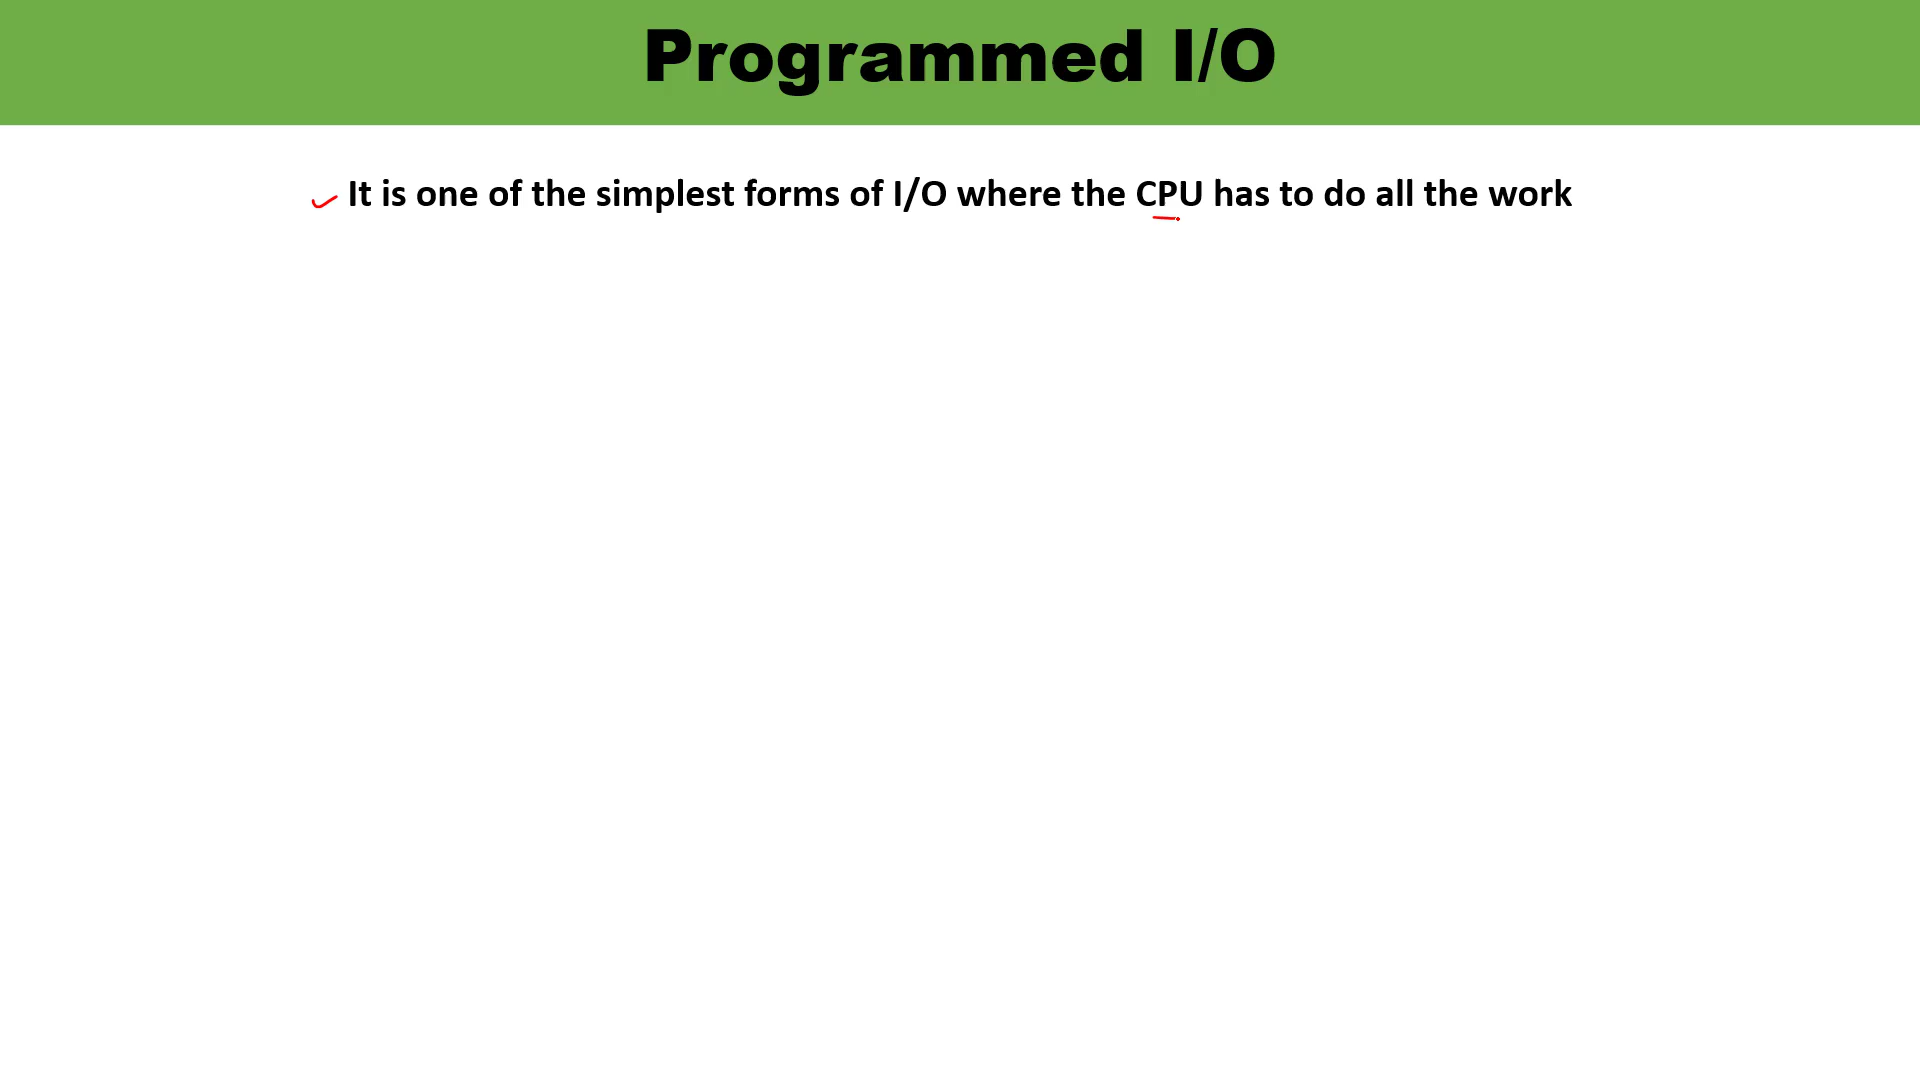 Programmed I/O
It is one of the simplest forms of I/O where the CPU has to do all the work